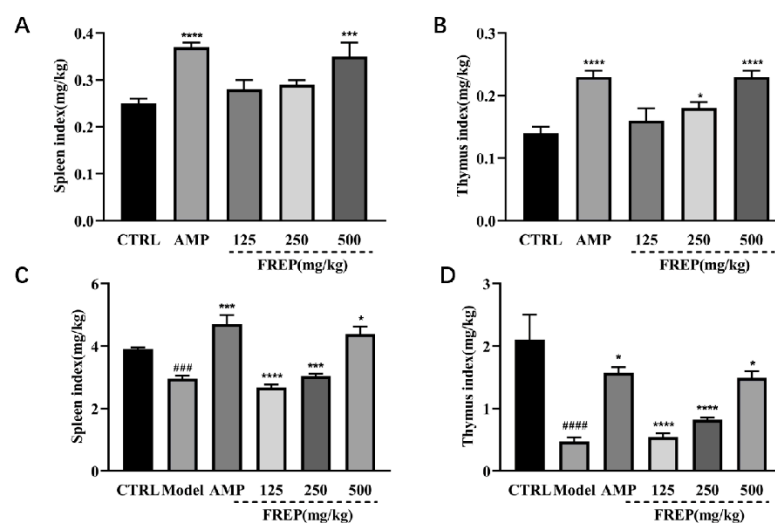 A
Spleen index(mg/kg)
0.4
0.3
0.2
0.1
0.0
****
***
CTRL AMP 125 250 500
FREP(mg/kg)
B
Thymus index(mg/kg)
0.3
0.2
0.1
0.0
****
*
****
CTRL AMP 125 250 500
FREP(mg/kg)
C
Spleen index(mg/kg)
6
4
2
0
###
***
****
***
*
CTRL Model AMP 125 250 500
FREP(mg/kg)
D
Thymus index(mg/kg)
3
2
1
0
####
*
****
****
*
CTRL Model AMP 125 250 500
FREP(mg/kg)